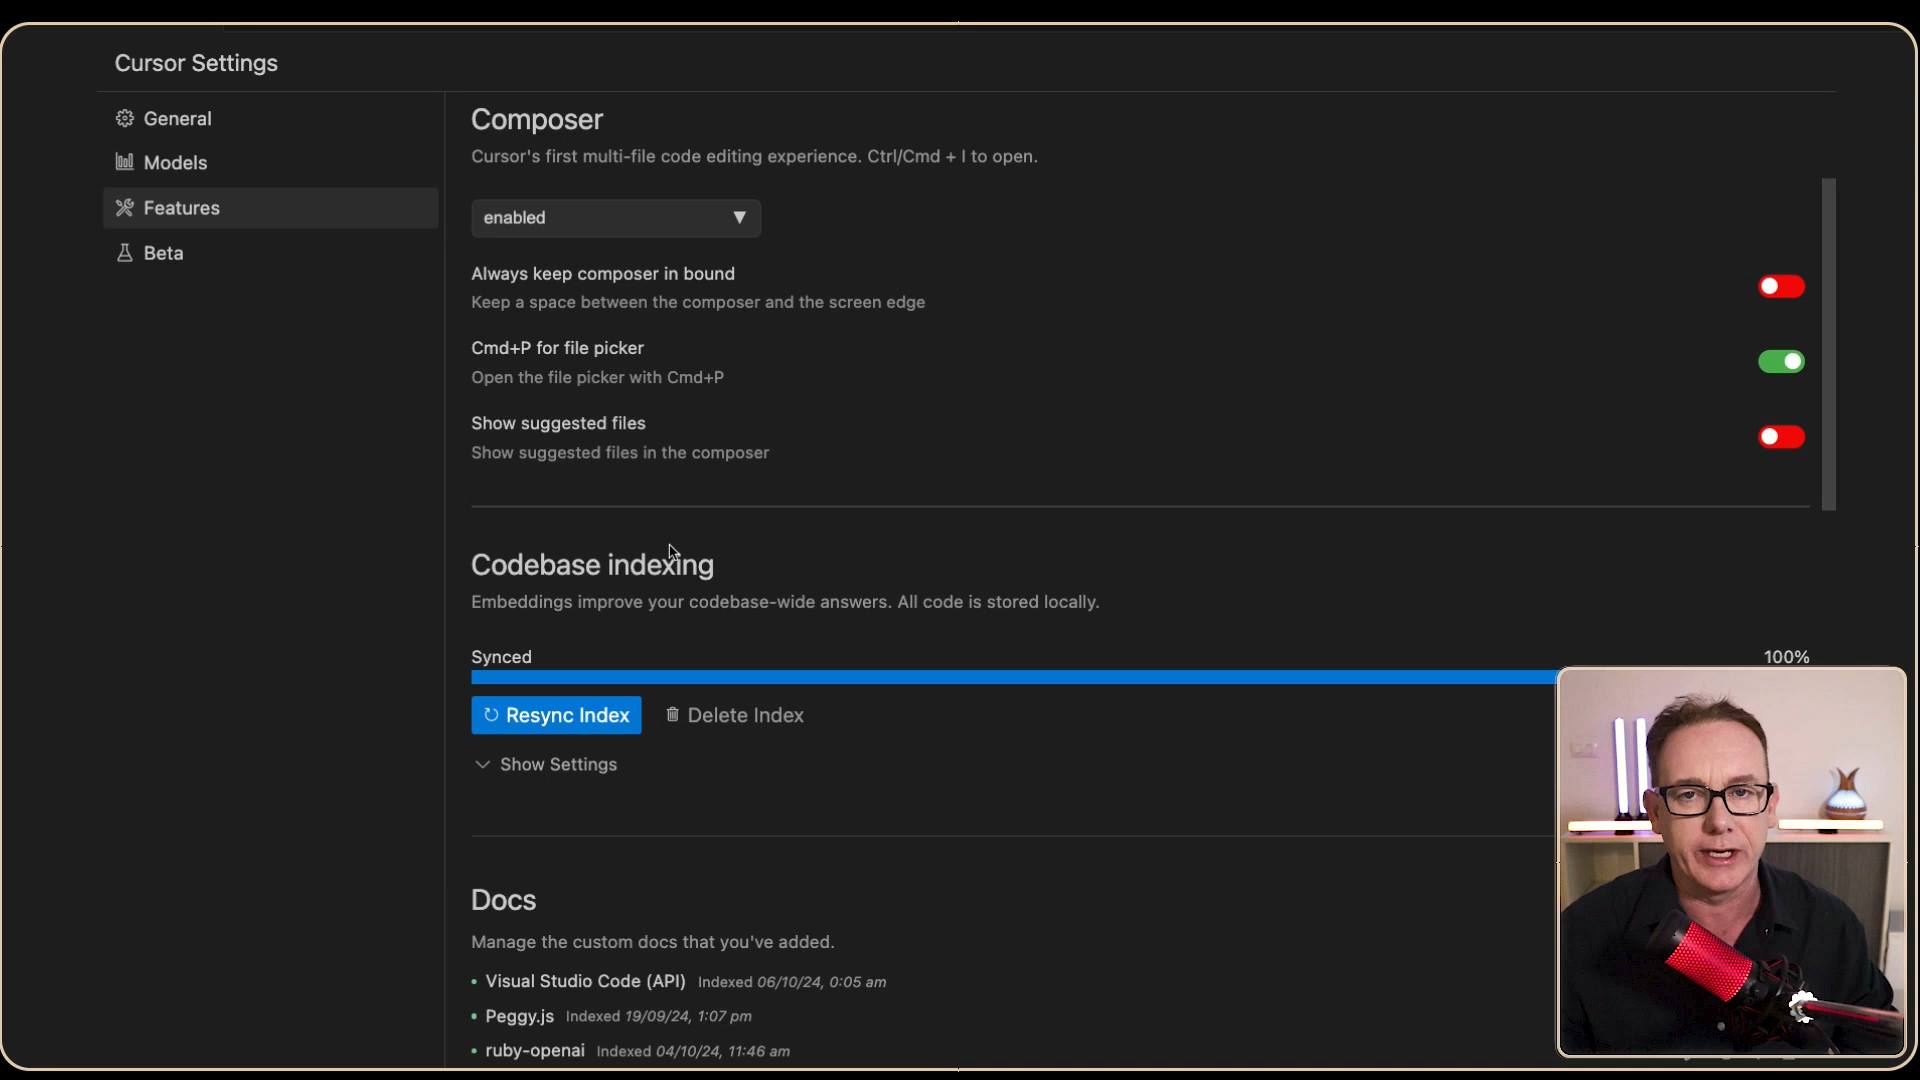 Cursor Settings
General
Models
Features
Beta
Composer
Cursor's first multi-file code editing experience. Ctrl/Cmd + I to open.
enabled
Always keep composer in bound
Keep a space between the composer and the screen edge
Cmd+P for file picker
Open the file picker with Cmd+P
Show suggested files
Show suggested files in the composer
Codebase indexing
Embeddings improve your codebase-wide answers. All code is stored locally.
Synced 100%
Resync Index Delete Index
Show Settings
Docs
Manage the custom docs that you've added.
• Visual Studio Code (API) Indexed 06/10/24, 0:05 am
• Peggy.js Indexed 19/09/24, 1:07 pm
• ruby-openai Indexed 04/10/24, 11:46 am